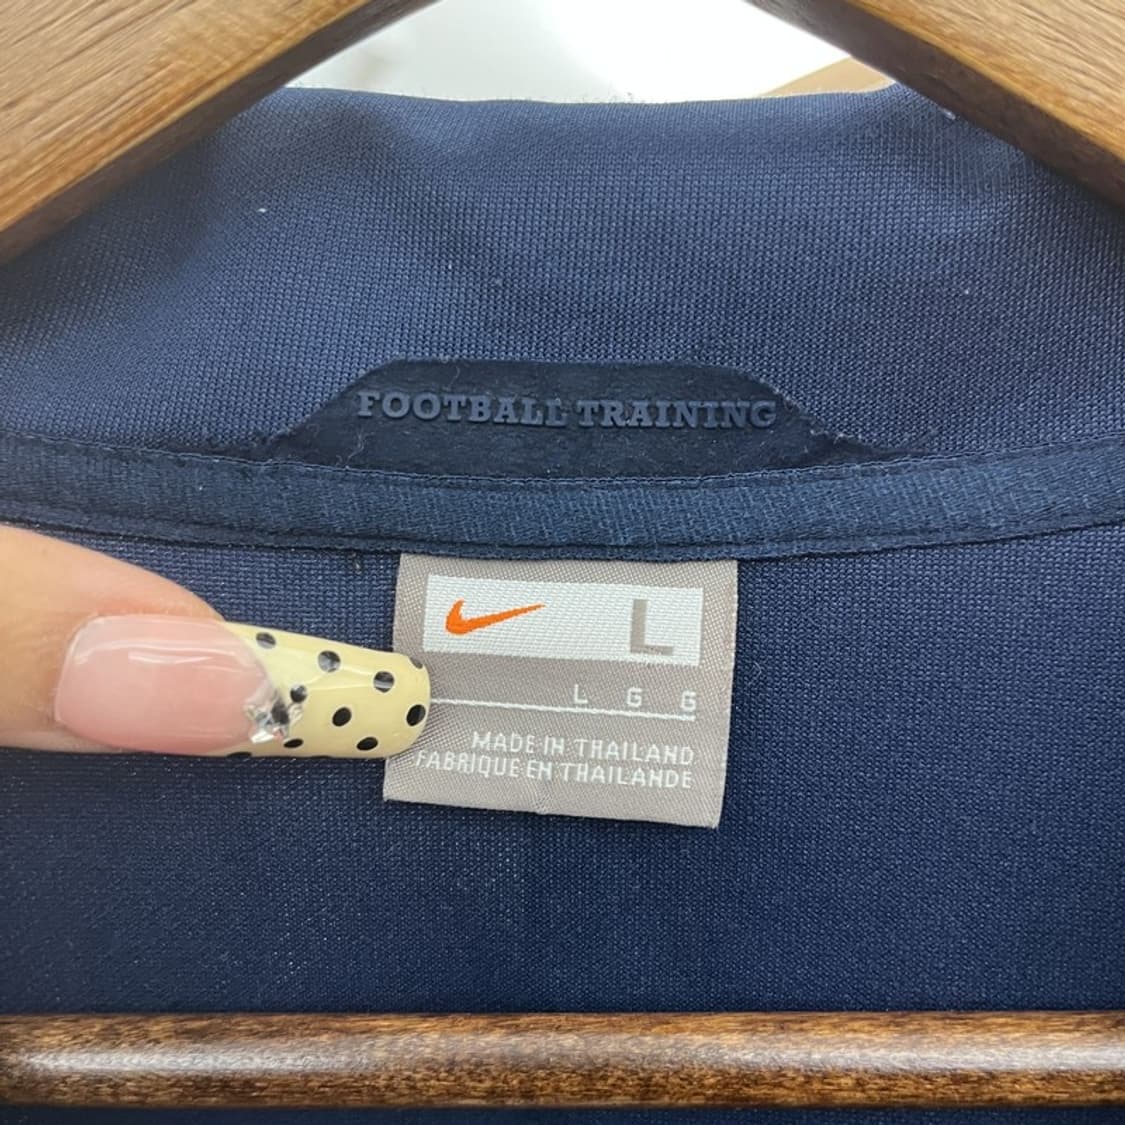 FOOTBALL TRAINING
L
L G G
MADE IN THAILAND
FABRIQUE EN THAILANDE